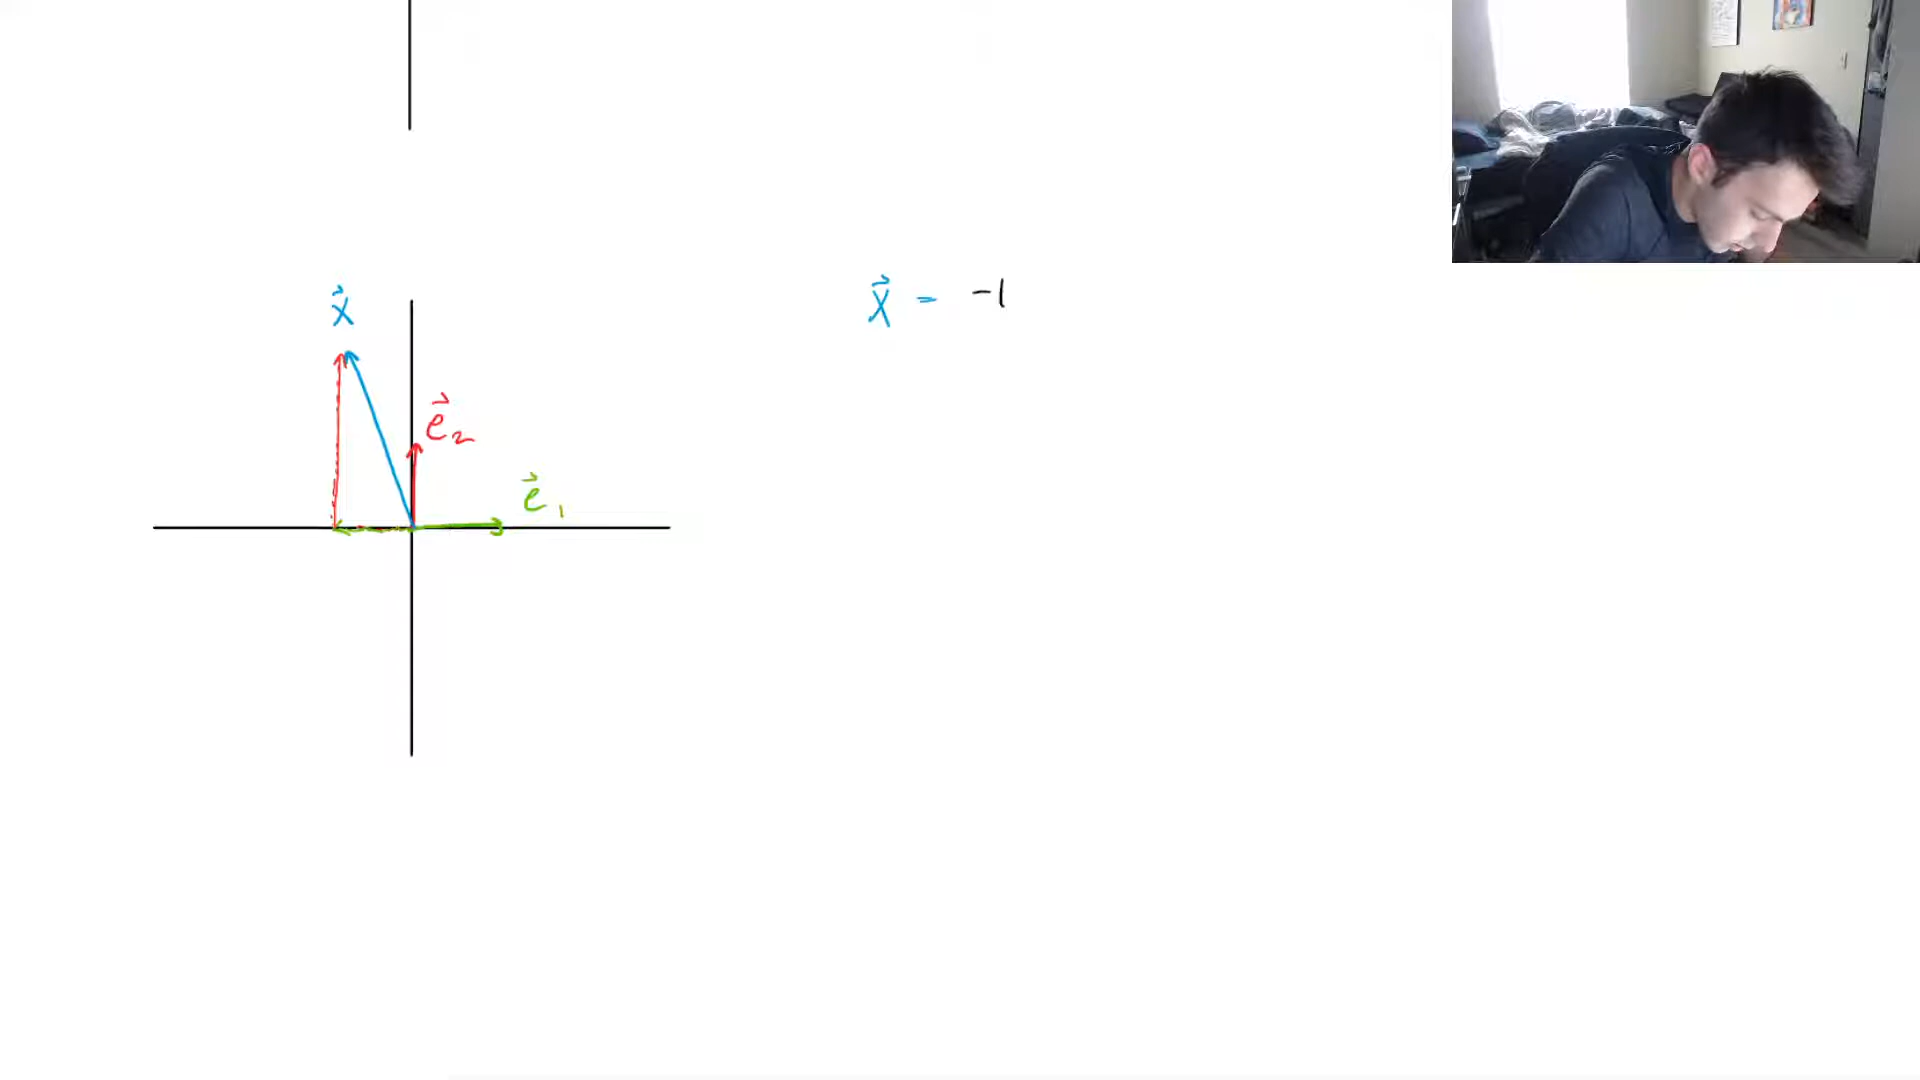 x⃗ = -1
x⃗
e⃗₂
e⃗₁